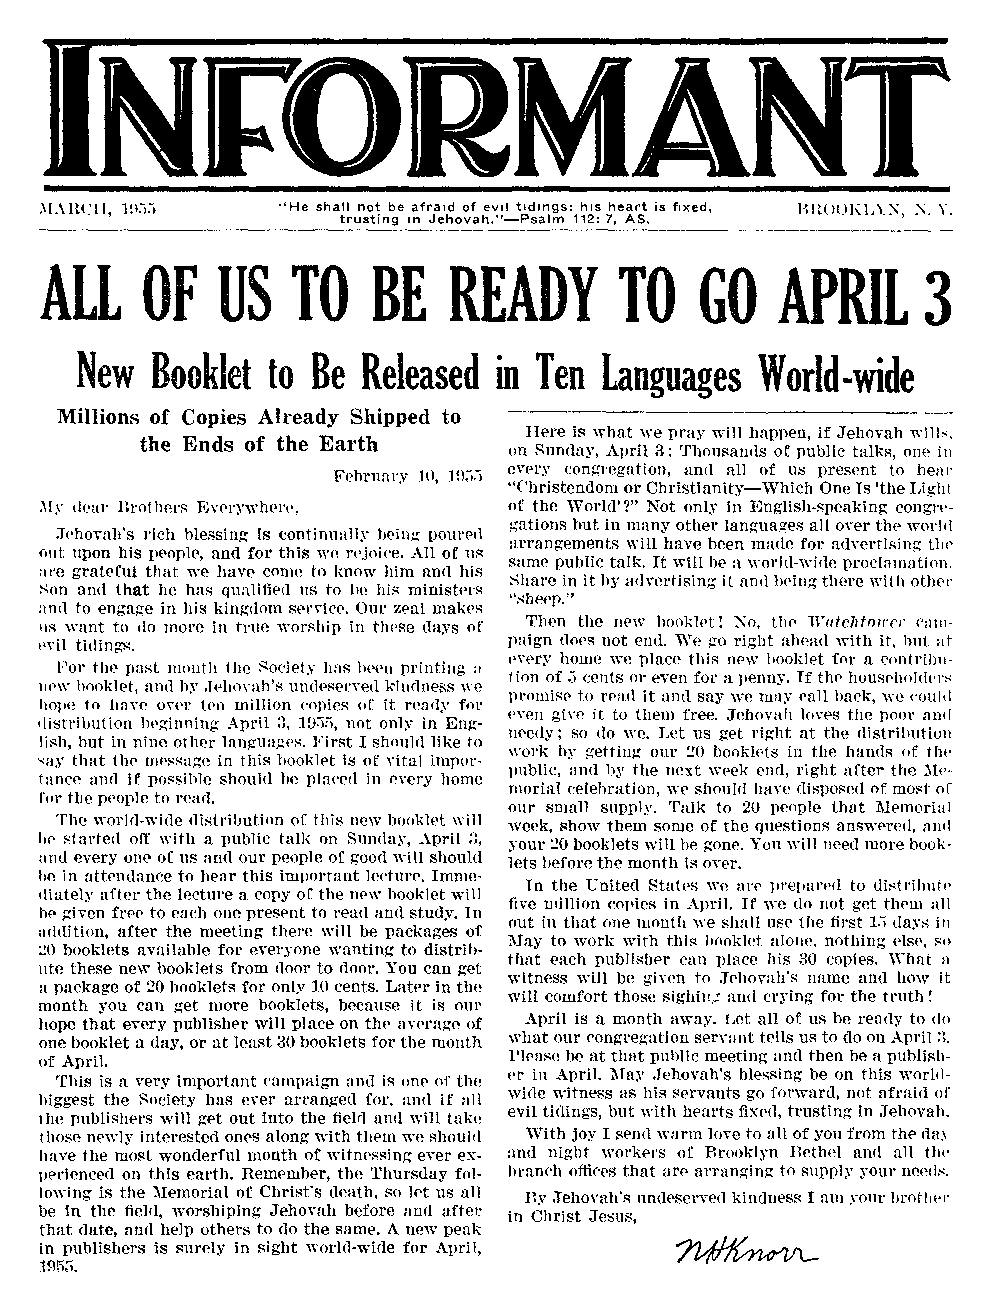 INFORMANT
MARCH, 1955
"He shall not be afraid of evil tidings: his heart is fixed,
trusting in Jehovah."—Psalm 112:7, AS.
BROOKLYN, N. Y.
ALL OF US TO BE READY TO GO APRIL 3
New Booklet to Be Released in Ten Languages World-wide
Millions of Copies Already Shipped to
the Ends of the Earth
February 10, 1955
My dear Brothers Everywhere,
Jehovah's rich blessing is continually being poured
out upon his people, and for this we rejoice. All of us
are grateful that we have come to know him and his
Son and that he has qualified us to be his ministers
and to engage in his kingdom service. Our zeal makes
us want to do more in true worship in these days of
evil tidings.
For the past month the Society has been printing a
new booklet, and by Jehovah's undeserved kindness we
hope to have over ten million copies of it ready for
distribution beginning April 3, 1955, not only in Eng-
lish, but in nine other languages. First I should like to
say that the message in this booklet is of vital impor-
tance and if possible should be placed in every home
for the people to read.
The world-wide distribution of this new booklet will
be started off with a public talk on Sunday, April 3,
and every one of us and our people of good will should
be in attendance to hear this important lecture. Imme-
diately after the lecture a copy of the new booklet will
be given free to each one present to read and study. In
addition, after the meeting there will be packages of
20 booklets available for everyone wanting to distrib-
ute these new booklets from door to door. You can get
a package of 20 booklets for only 10 cents. Later in the
month you can get more booklets, because it is our
hope that every publisher will place on the average of
one booklet a day, or at least 30 booklets for the month
of April.
This is a very important campaign and is one of the
biggest the Society has ever arranged for, and if all
the publishers will get out into the field and will take
those newly interested ones along with them we should
have the most wonderful month of witnessing ever ex-
perienced on this earth. Remember, the Thursday fol-
lowing is the Memorial of Christ's death, so let us all
be in the field, worshiping Jehovah before and after
that date, and help others to do the same. A new peak
in publishers is surely in sight world-wide for April,
1955.
Here is what we pray will happen, if Jehovah wills,
on Sunday, April 3: Thousands of public talks, one in
every congregation, and all of us present to hear
"Christendom or Christianity—Which One Is 'the Light
of the World'?" Not only in English-speaking congre-
gations but in many other languages all over the world
arrangements will have been made for advertising the
same public talk. It will be a world-wide proclamation.
Share in it by advertising it and being there with other
"sheep."
Then the new booklet! No, the Watchtower cam-
paign does not end. We go right ahead with it, but at
every home we place this new booklet for a contribu-
tion of 5 cents or even for a penny. If the householders
promise to read it and say we may call back, we could
even give it to them free. Jehovah loves the poor and
needy; so do we. Let us get right at the distribution
work by getting our 20 booklets in the hands of the
public, and by the next week end, right after the Me-
morial celebration, we should have disposed of most of
our small supply. Talk to 20 people that Memorial
week, show them some of the questions answered, and
your 20 booklets will be gone. You will need more book-
lets before the month is over.
In the United States we are prepared to distribute
five million copies in April. If we do not get them all
out in that one month we shall use the first 15 days in
May to work with this booklet alone, nothing else, so
that each publisher can place his 30 copies. What a
witness will be given to Jehovah's name and how it
will comfort those sighing and crying for the truth!
April is a month away. Let all of us be ready to do
what our congregation servant tells us to do on April 3.
Please be at that public meeting and then be a publish-
er in April. May Jehovah's blessing be on this world-
wide witness as his servants go forward, not afraid of
evil tidings, but with hearts fixed, trusting in Jehovah.
With joy I send warm love to all of you from the day
and night workers of Brooklyn Bethel and all the
branch offices that are arranging to supply your needs.
By Jehovah's undeserved kindness I am your brother
in Christ Jesus,
NHKnorr